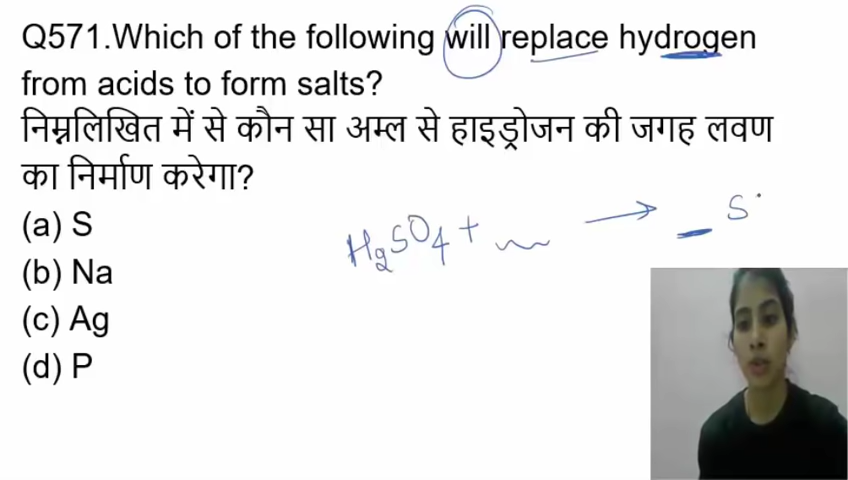 Q571.Which of the following will replace hydrogen
from acids to form salts?
निम्नलिखित में से कौन सा अम्ल से हाइड्रोजन की जगह लवण
का निर्माण करेगा?
(a) S
H₂SO₄ + → _ S
(b) Na
(c) Ag
(d) P